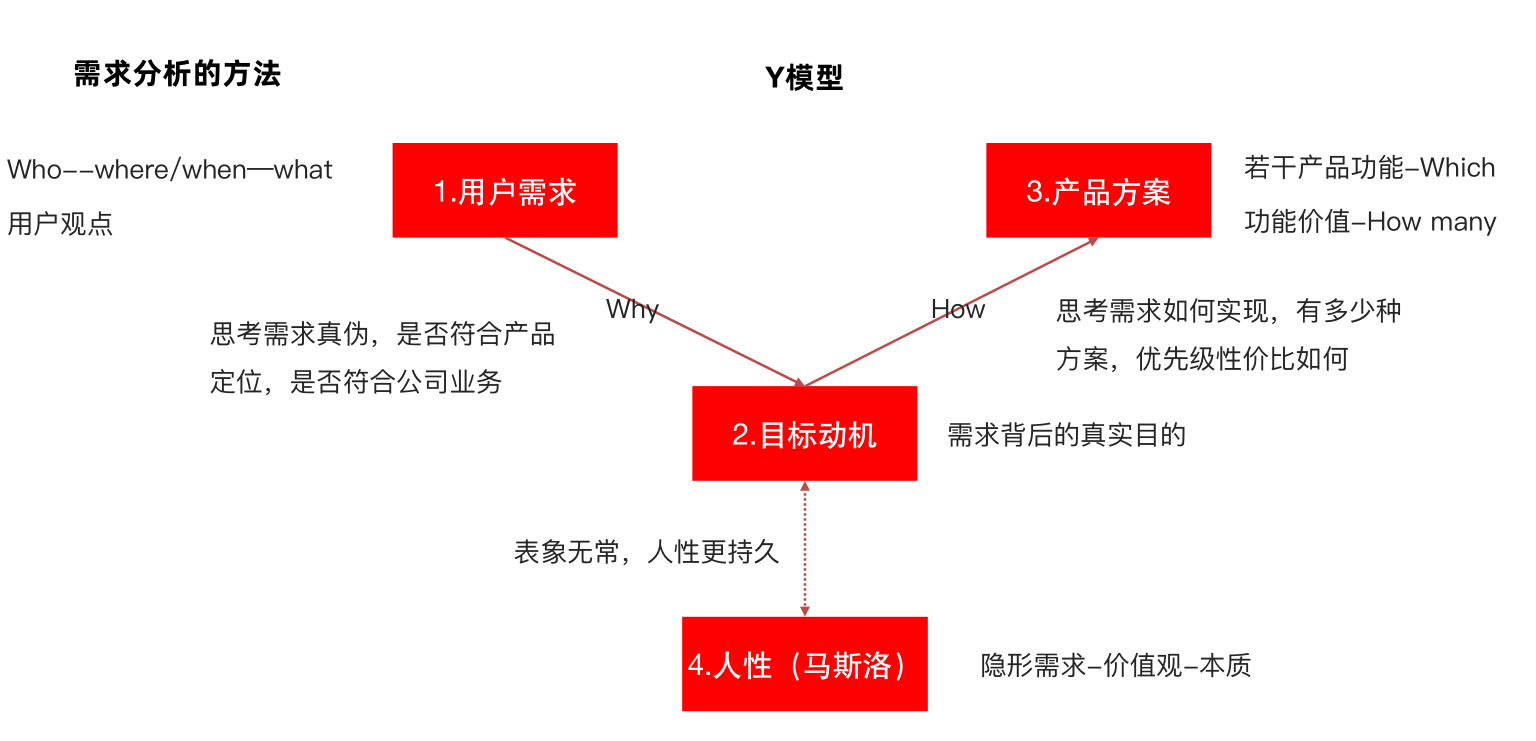 需求分析的方法
Y模型
Who--where/when—what
用户观点
1.用户需求
3.产品方案
若干产品功能-Which
功能价值-How many
Why
How
思考需求真伪，是否符合产品
定位，是否符合公司业务
思考需求如何实现，有多少种
方案，优先级性价比如何
2.目标动机
需求背后的真实目的
表象无常，人性更持久
4.人性（马斯洛）
隐形需求-价值观-本质